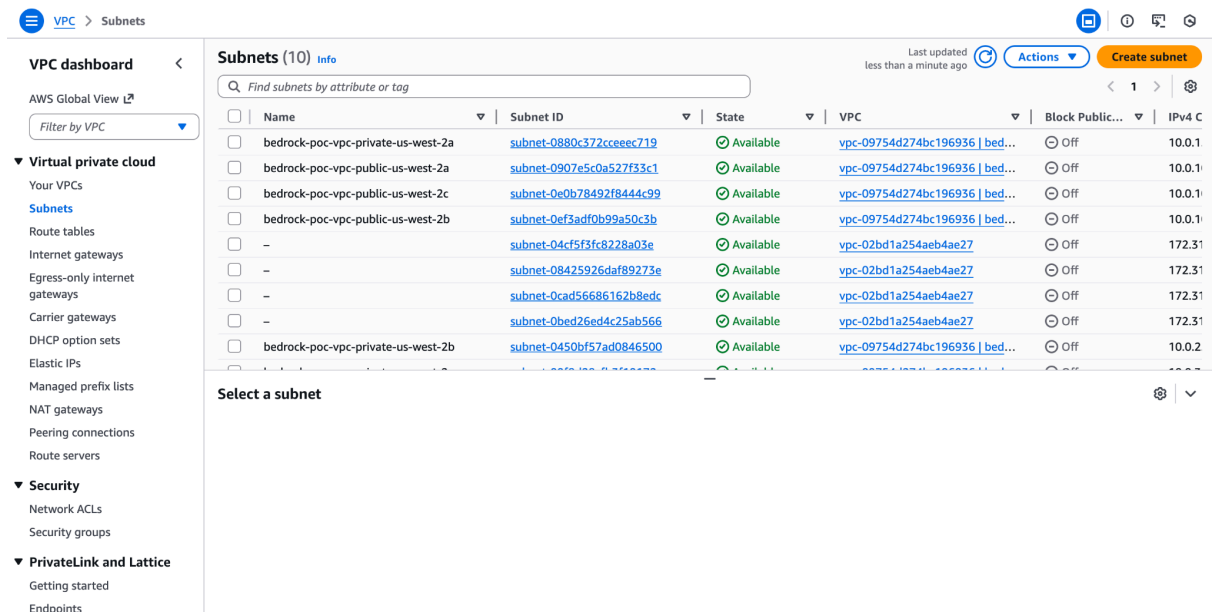 VPC > Subnets
VPC dashboard
AWS Global View
Filter by VPC
Virtual private cloud
Your VPCs
Subnets
Route tables
Internet gateways
Egress-only internet
gateways
Carrier gateways
DHCP option sets
Elastic IPs
Managed prefix lists
NAT gateways
Peering connections
Route servers
Security
Network ACLs
Security groups
PrivateLink and Lattice
Getting started
Endpoints
Subnets (10) Info
Last updated
less than a minute ago
Actions
Create subnet
Find subnets by attribute or tag
1
Name Subnet ID State VPC Block Public... IPv4 C
bedrock-poc-vpc-private-us-west-2a subnet-0880c372cceeec719 Available vpc-09754d274bc196936 | bed... Off 10.0.1
bedrock-poc-vpc-public-us-west-2a subnet-0907e5c0a527f33c1 Available vpc-09754d274bc196936 | bed... Off 10.0.1
bedrock-poc-vpc-public-us-west-2c subnet-0e0b78492f8444c99 Available vpc-09754d274bc196936 | bed... Off 10.0.1
bedrock-poc-vpc-public-us-west-2b subnet-0ef3adf0b99a50c3b Available vpc-09754d274bc196936 | bed... Off 10.0.1
– subnet-04cf5f3fc8228a03e Available vpc-02bd1a254aeb4ae27 Off 172.31
– subnet-08425926daf89273e Available vpc-02bd1a254aeb4ae27 Off 172.31
– subnet-0cad56686162b8edc Available vpc-02bd1a254aeb4ae27 Off 172.31
– subnet-0bed26ed4c25ab566 Available vpc-02bd1a254aeb4ae27 Off 172.31
bedrock-poc-vpc-private-us-west-2b subnet-0450bf57ad0846500 Available vpc-09754d274bc196936 | bed... Off 10.0.2
Select a subnet